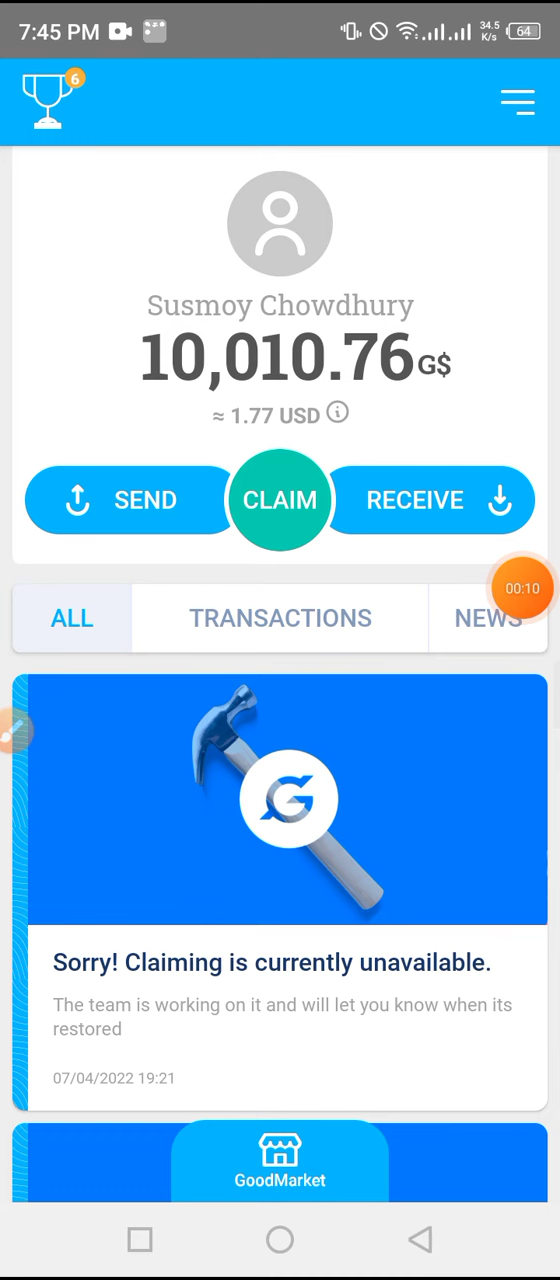 7:45 PM
34.5
K/s
64
6
Susmoy Chowdhury
10,010.76 G$
≈ 1.77 USD
SEND
CLAIM
RECEIVE
00:10
ALL
TRANSACTIONS
NEWS
Sorry! Claiming is currently unavailable.
The team is working on it and will let you know when its
restored
07/04/2022 19:21
GoodMarket